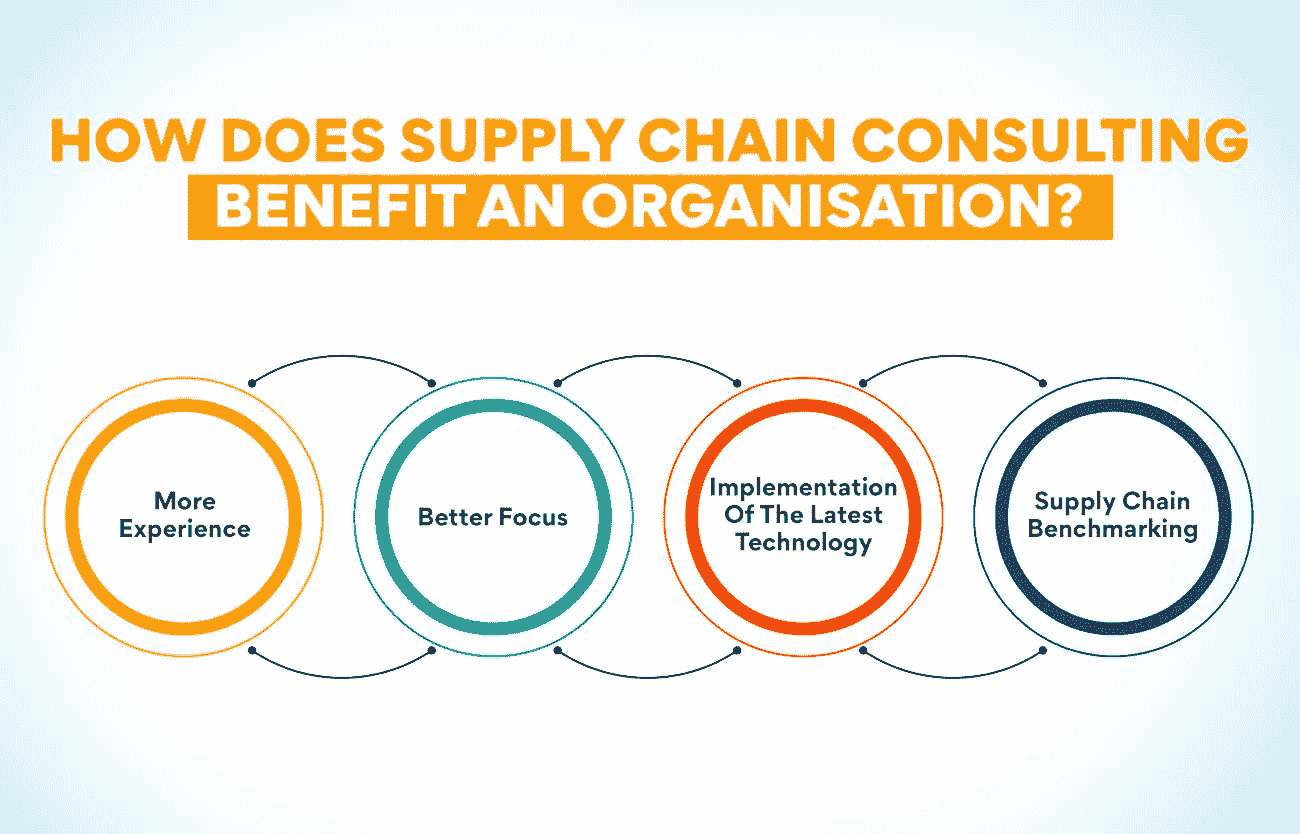 HOW DOES SUPPLY CHAIN CONSULTING
BENEFIT AN ORGANISATION?
More
Experience
Better Focus
Implementation
Of The Latest
Technology
Supply Chain
Benchmarking